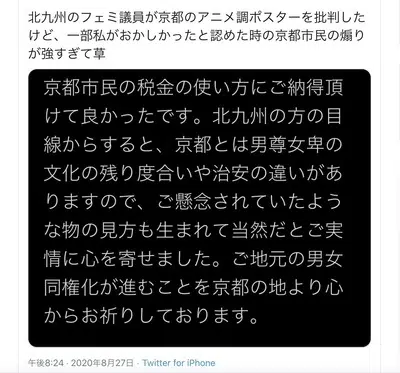 北九州のフェミ議員が京都のアニメ調ポスターを批判した
けど、一部私がおかしかったと認めた時の京都市民の煽り
が強すぎて草
京都市民の税金の使い方にご納得頂
けて良かったです。北九州の方の目
線からすると、京都とは男尊女卑の
文化の残り度合いや治安の違いがあ
りますので、ご懸念されていたよう
な物の見方も生まれて当然だとご実
情に心を寄せました。ご地元の男女
同権化が進むことを京都の地より心
からお祈りしております。
午後8:24 · 2020年8月27日 · Twitter for iPhone